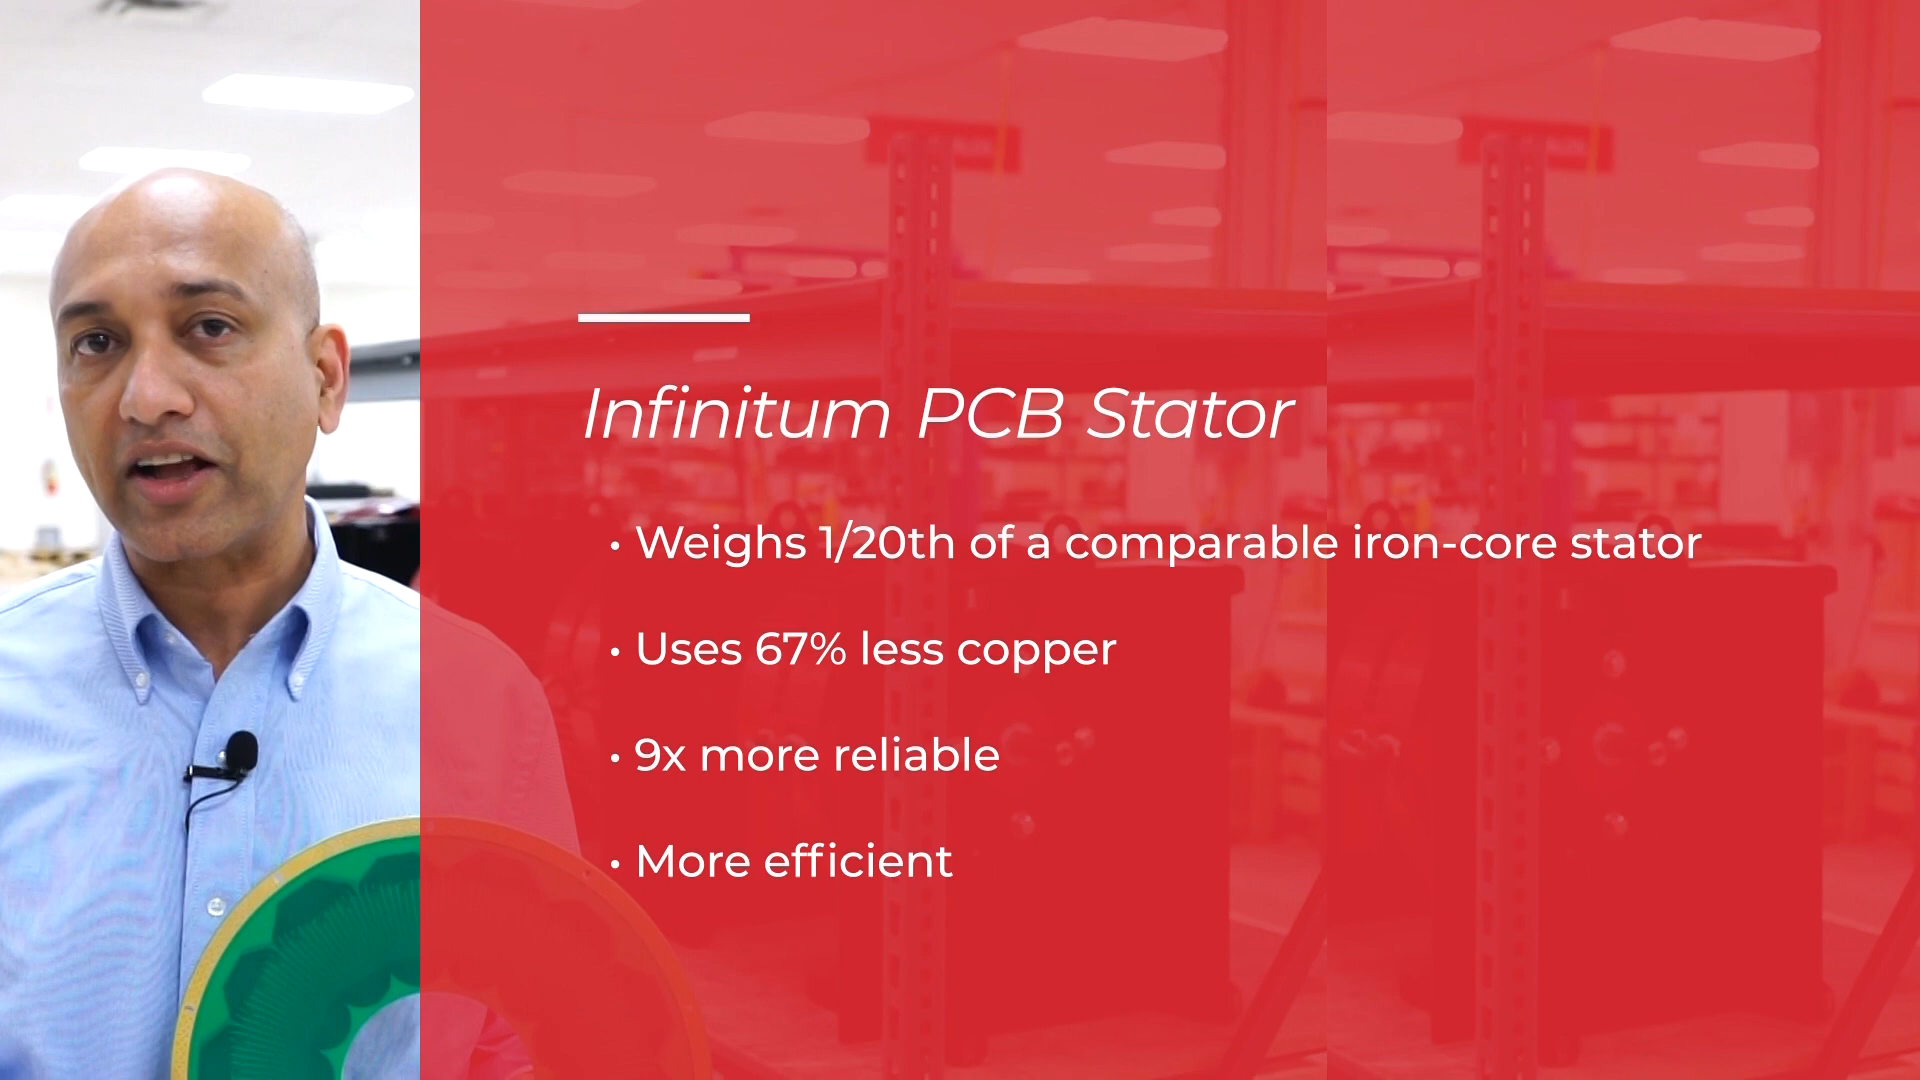 Infinitum PCB Stator
• Weighs 1/20th of a comparable iron-core stator
• Uses 67% less copper
• 9x more reliable
• More efficient